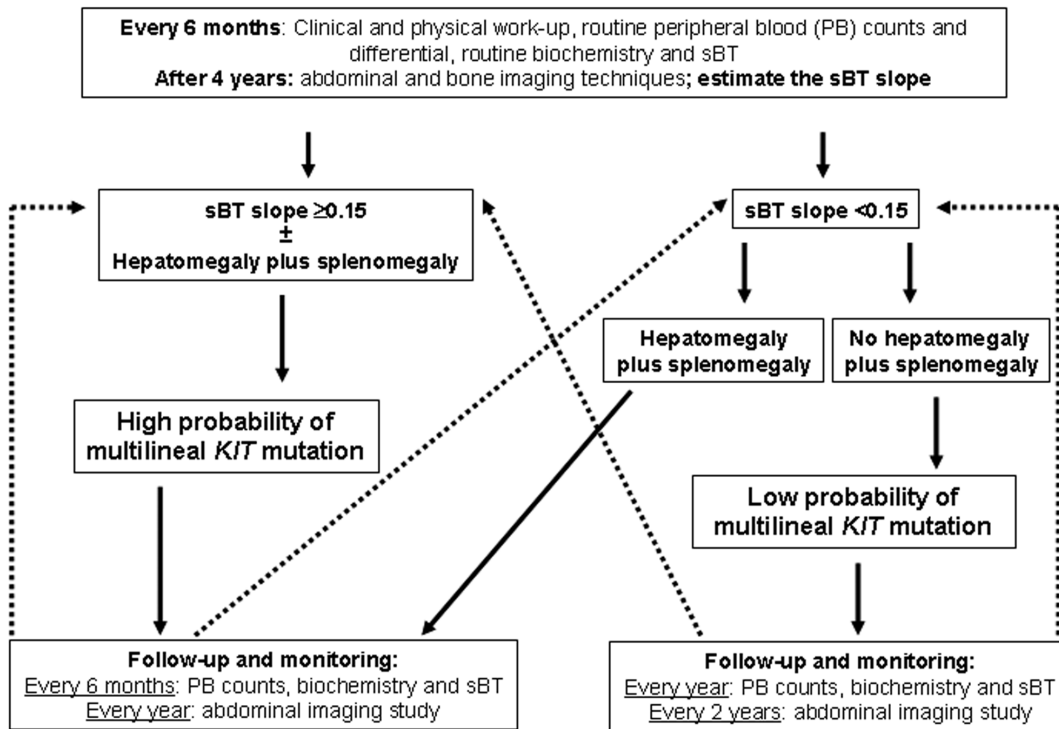 Every 6 months: Clinical and physical work-up, routine peripheral blood (PB) counts and
differential, routine biochemistry and sBT
After 4 years: abdominal and bone imaging techniques; estimate the sBT slope
sBT slope ≥0.15
±
Hepatomegaly plus splenomegaly
sBT slope <0.15
Hepatomegaly
plus splenomegaly
No hepatomegaly
plus splenomegaly
High probability of
multilineal KIT mutation
Low probability of
multilineal KIT mutation
Follow-up and monitoring:
Every 6 months: PB counts, biochemistry and sBT
Every year: abdominal imaging study
Follow-up and monitoring:
Every year: PB counts, biochemistry and sBT
Every 2 years: abdominal imaging study